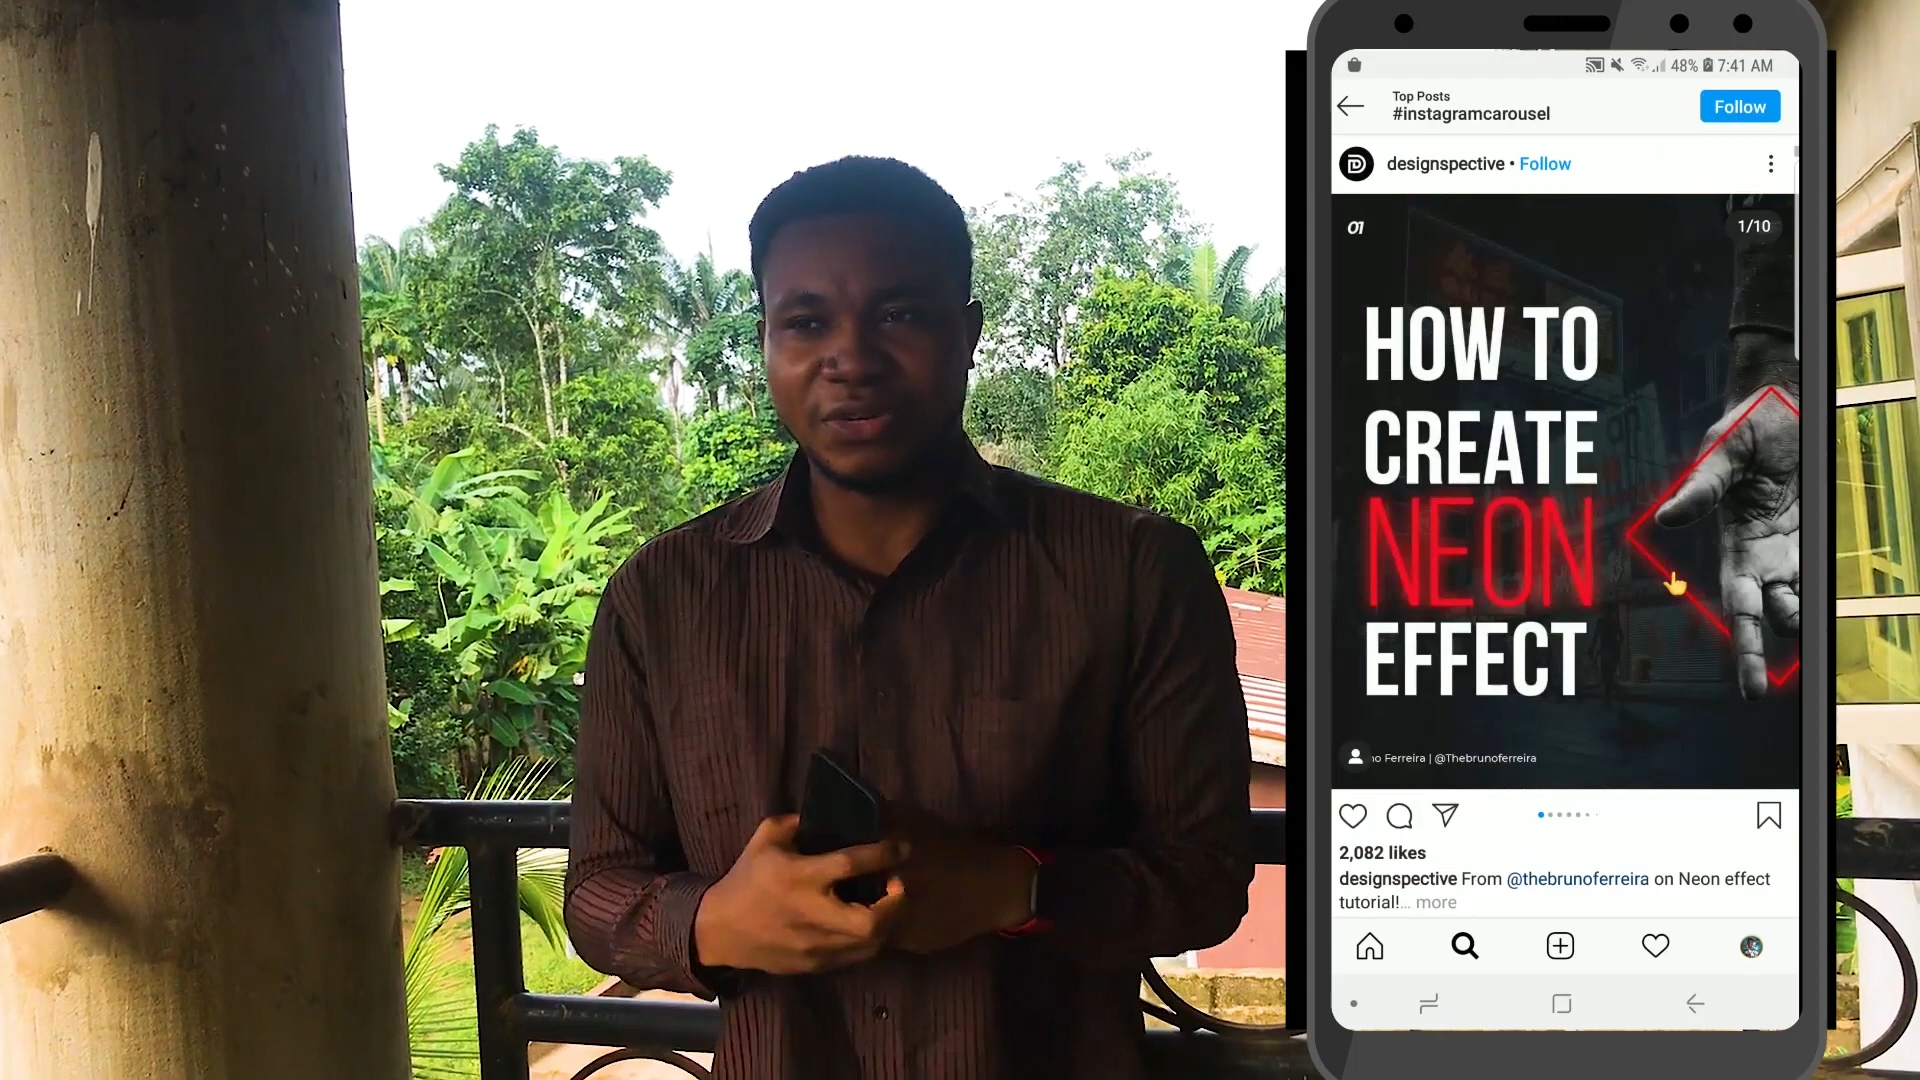 48% 7:41 AM
Top Posts
#instagramcarousel
Follow
designspective • Follow
01
1/10
HOW TO
CREATE
NEON
EFFECT
Ferreira | @Thebrunoferreira
2,082 likes
designspective From @thebrunoferreira on Neon effect
tutorial!... more